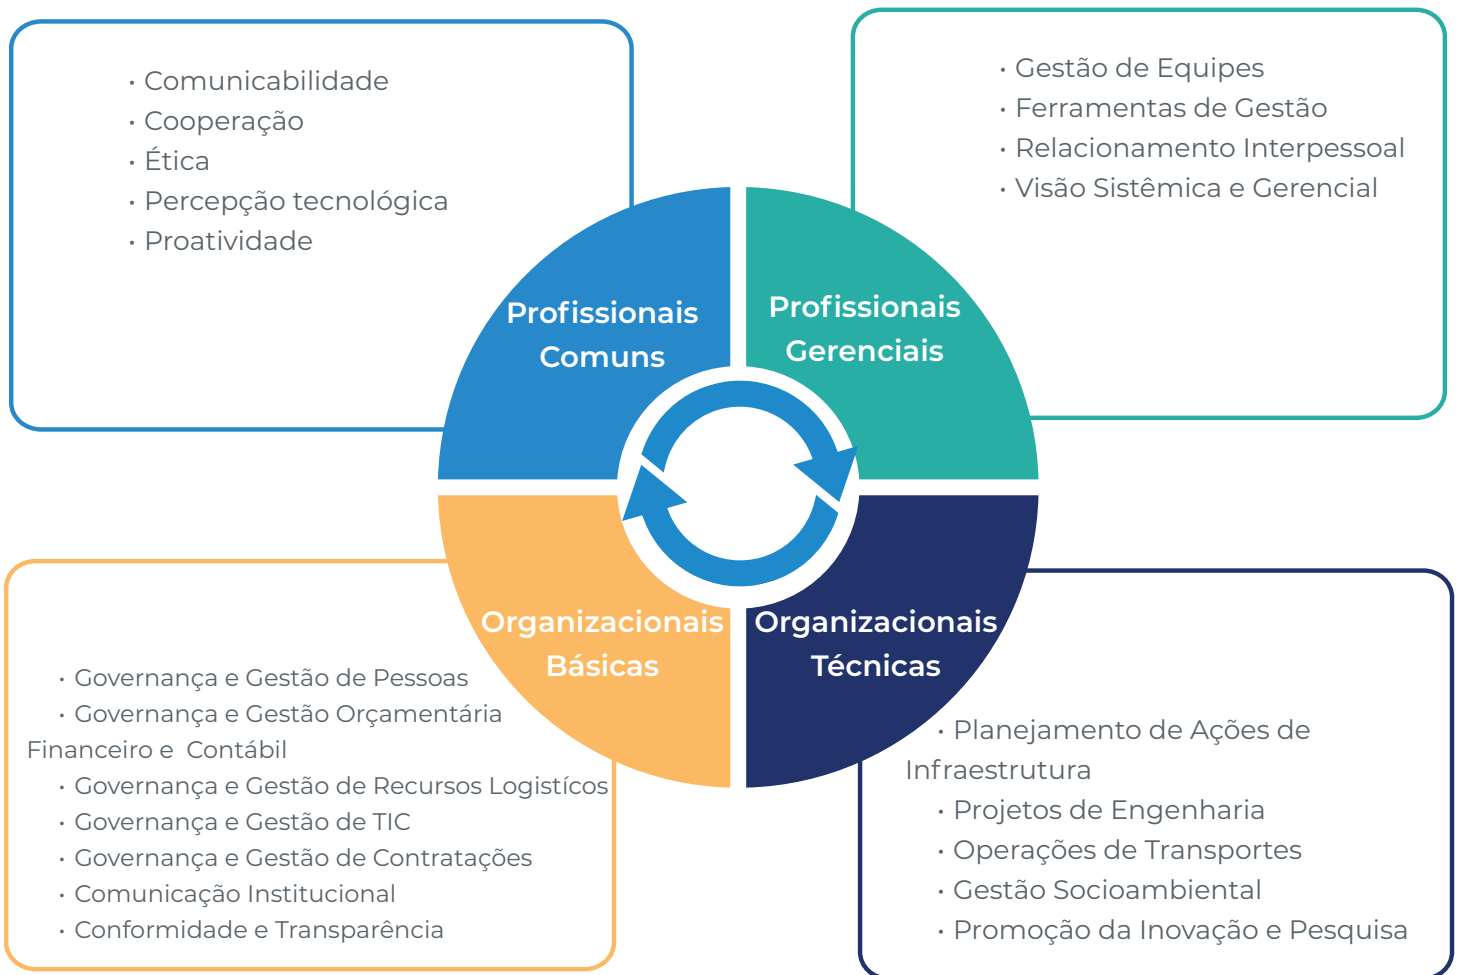 • Comunicabilidade
• Cooperação
• Ética
• Percepção tecnológica
• Proatividade
• Gestão de Equipes
• Ferramentas de Gestão
• Relacionamento Interpessoal
• Visão Sistêmica e Gerencial
Profissionais
Comuns
Profissionais
Gerenciais
Organizacionais
Básicas
Organizacionais
Técnicas
• Governança e Gestão de Pessoas
• Governança e Gestão Orçamentária
Financeiro e  Contábil
• Governança e Gestão de Recursos Logistícos
• Governança e Gestão de TIC
• Governança e Gestão de Contratações
• Comunicação Institucional
• Conformidade e Transparência
• Planejamento de Ações de
Infraestrutura
• Projetos de Engenharia
• Operações de Transportes
• Gestão Socioambiental
• Promoção da Inovação e Pesquisa